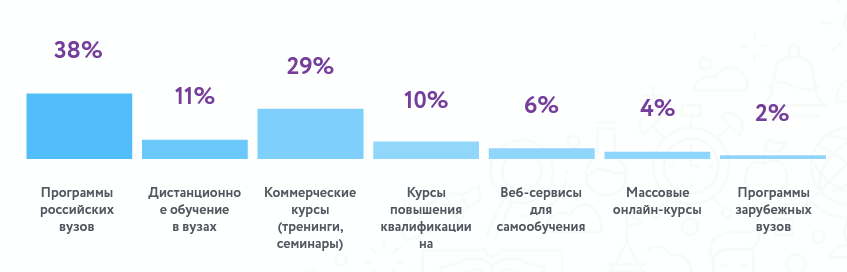 38%
11%
29%
10%
6%
4%
2%
Программы
российских
вузов
Дистанционно
е обучение
в вузах
Коммерческие
курсы
(тренинги,
семинары)
Курсы
повышения
квалификации
на
Веб-сервисы
для
самообучения
Массовые
онлайн-курсы
Программы
зарубежных
вузов